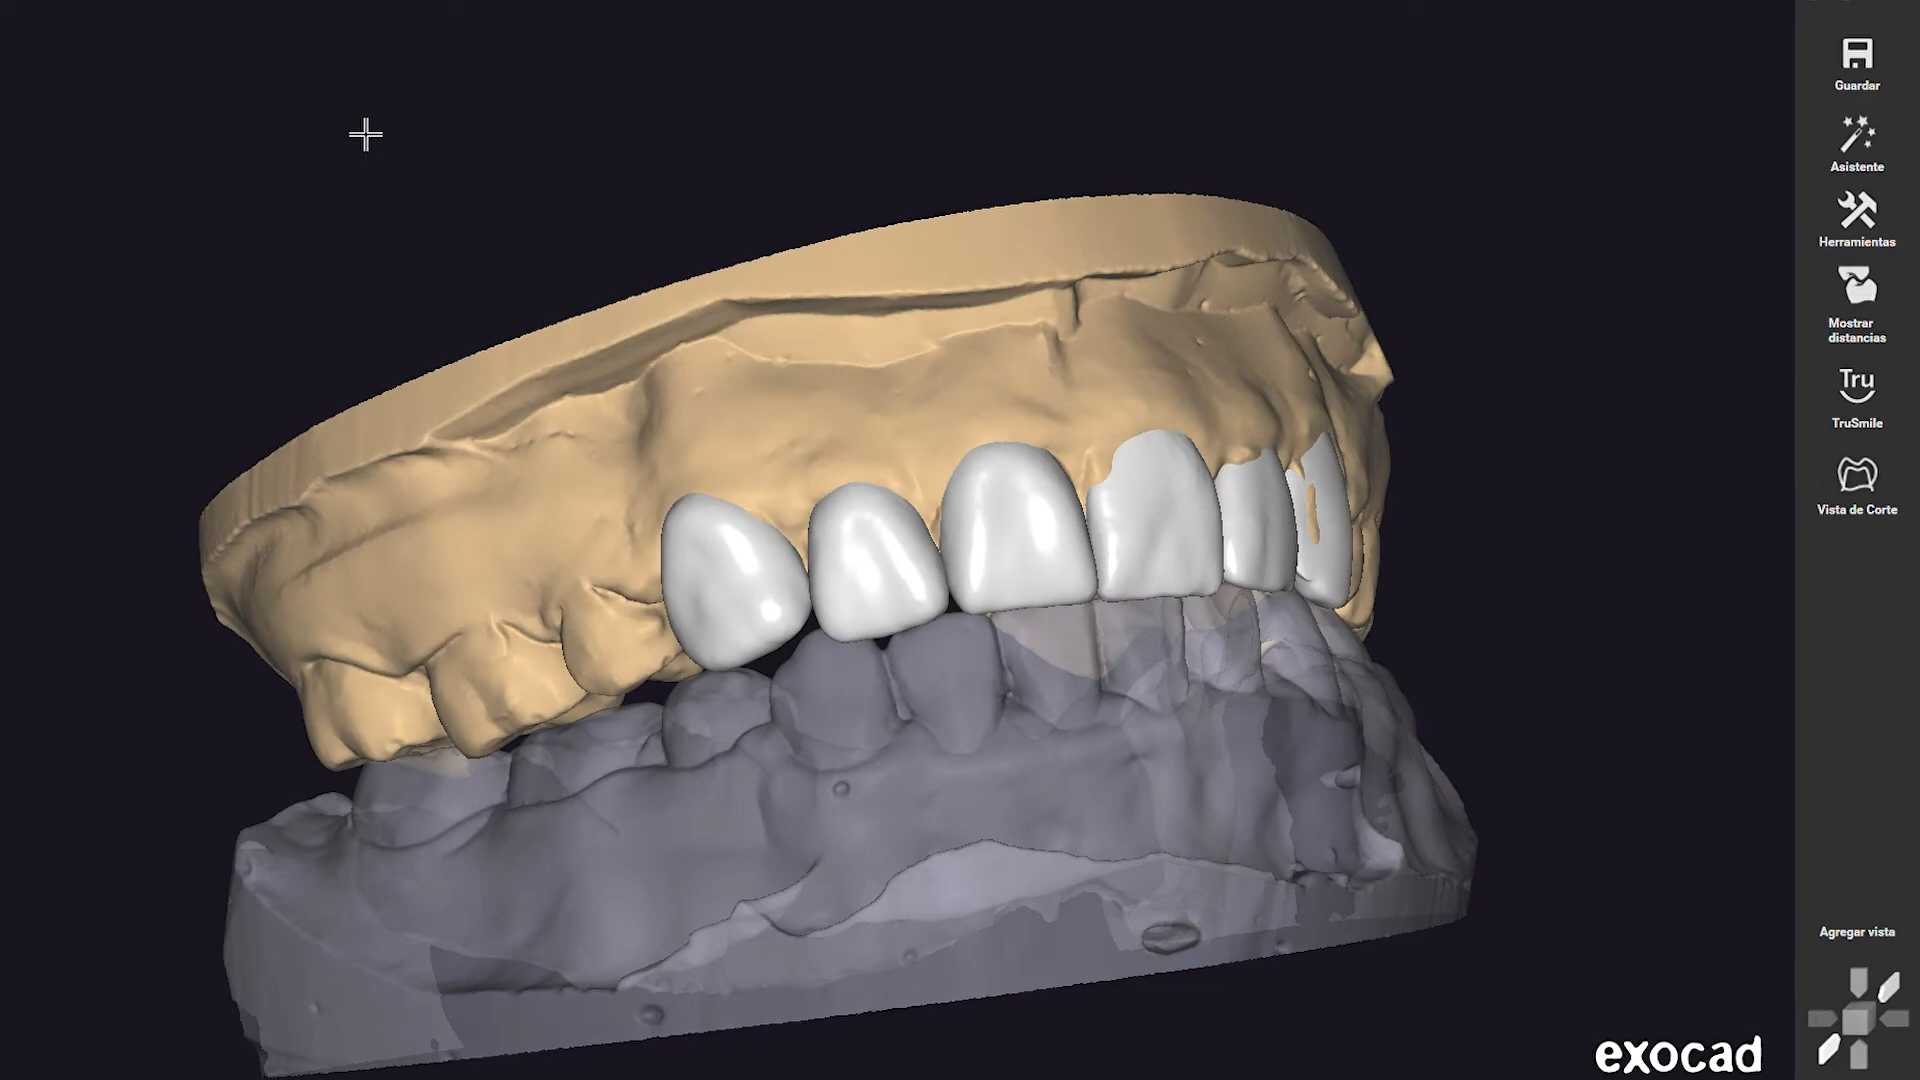 Guardar
Asistente
Herramientas
Mostrar
distancias
Tru
TruSmile
Vista de Corte
Agregar vista
exocad